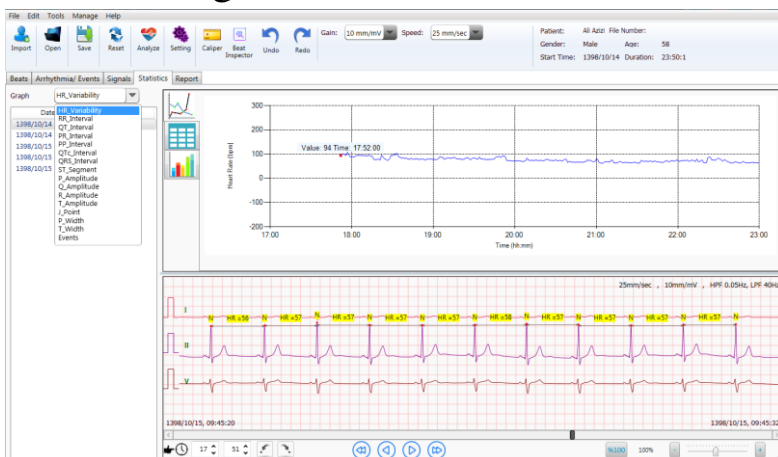 File Edit Tools Manage Help
Import Open Save Reset Analyze Setting Caliper Beat Inspector Undo Redo
Gain: 10 mm/mV Speed: 25 mm/sec
Patient: Ali Azizi File Number:
Gender: Male Age: 58
Start Time: 1398/10/14 Duration: 23:50:1
Beats Arrhythmia/ Events Signals Statistics Report
Graph HR_Variability
Date
1398/10/14
1398/10/14
1398/10/15
1398/10/15
1398/10/15
HR_Variability
RR_Interval
QT_Interval
PR_Interval
PP_Interval
QTc_Interval
QRS_Interval
ST_Segment
P_Amplitude
Q_Amplitude
R_Amplitude
T_Amplitude
J_Point
P_Width
T_Width
Events
Heart Rate (bpm)
300
200
100
0
-100
-200
Value: 94 Time: 17:52:00
17:00 18:00 19:00 20:00 21:00 22:00 23:00
Time (hh:mm)
25mm/sec , 10mm/mV , HPF 0.05Hz, LPF 40Hz
I
N HR =56 N HR =57 N HR =57 N HR =57 N HR =57 N HR =58 N HR =57 N HR =57 N HR =57 N HR =57 N
II
V
1398/10/15, 09:45:20 1398/10/15, 09:45:32
17 51 %100 100%